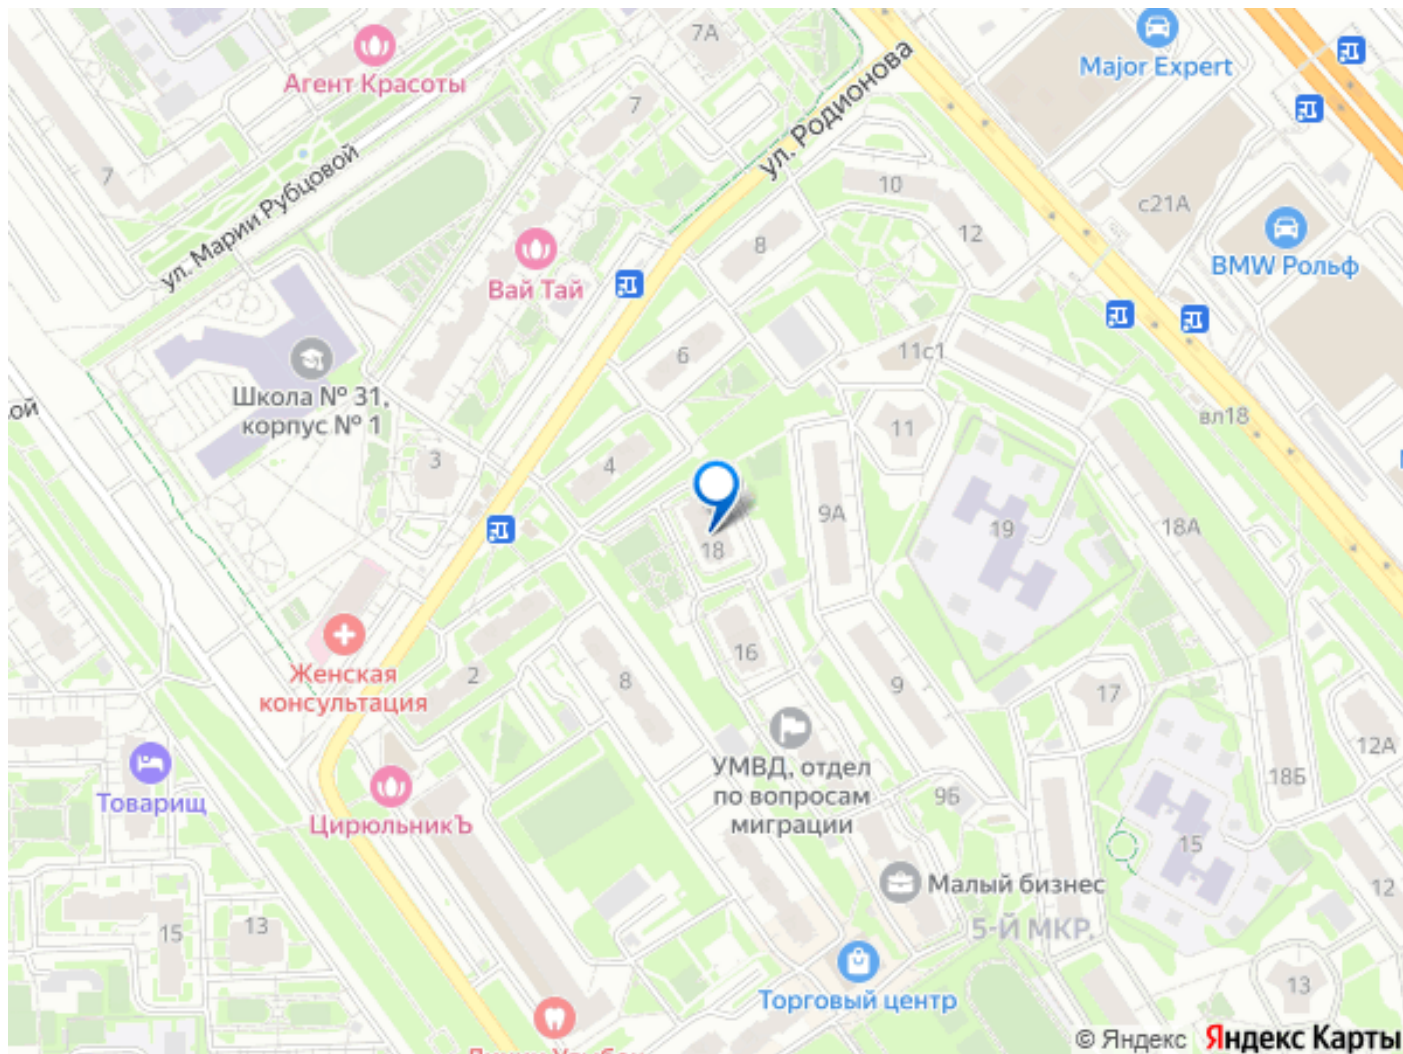 7А
Major Expert
Агент Красоты
ул. Родионова
7
7
ул. Марии Рубцовой
10
с21А
8
12
BMW Рольф
Вай Тай
6
11с1
Школа № 31,
корпус № 1
ой
вл18
11
3
4
9А
19
18А
18
16
Женская
консультация
2
8
9
17
12А
УМВД, отдел
по вопросам
миграции
18Б
Товарищ
9Б
ЦирюльникЪ
15
Малый бизнес
12
5-Й МКР.
15
13
Торговый центр
13
© Яндекс Яндекс Карты